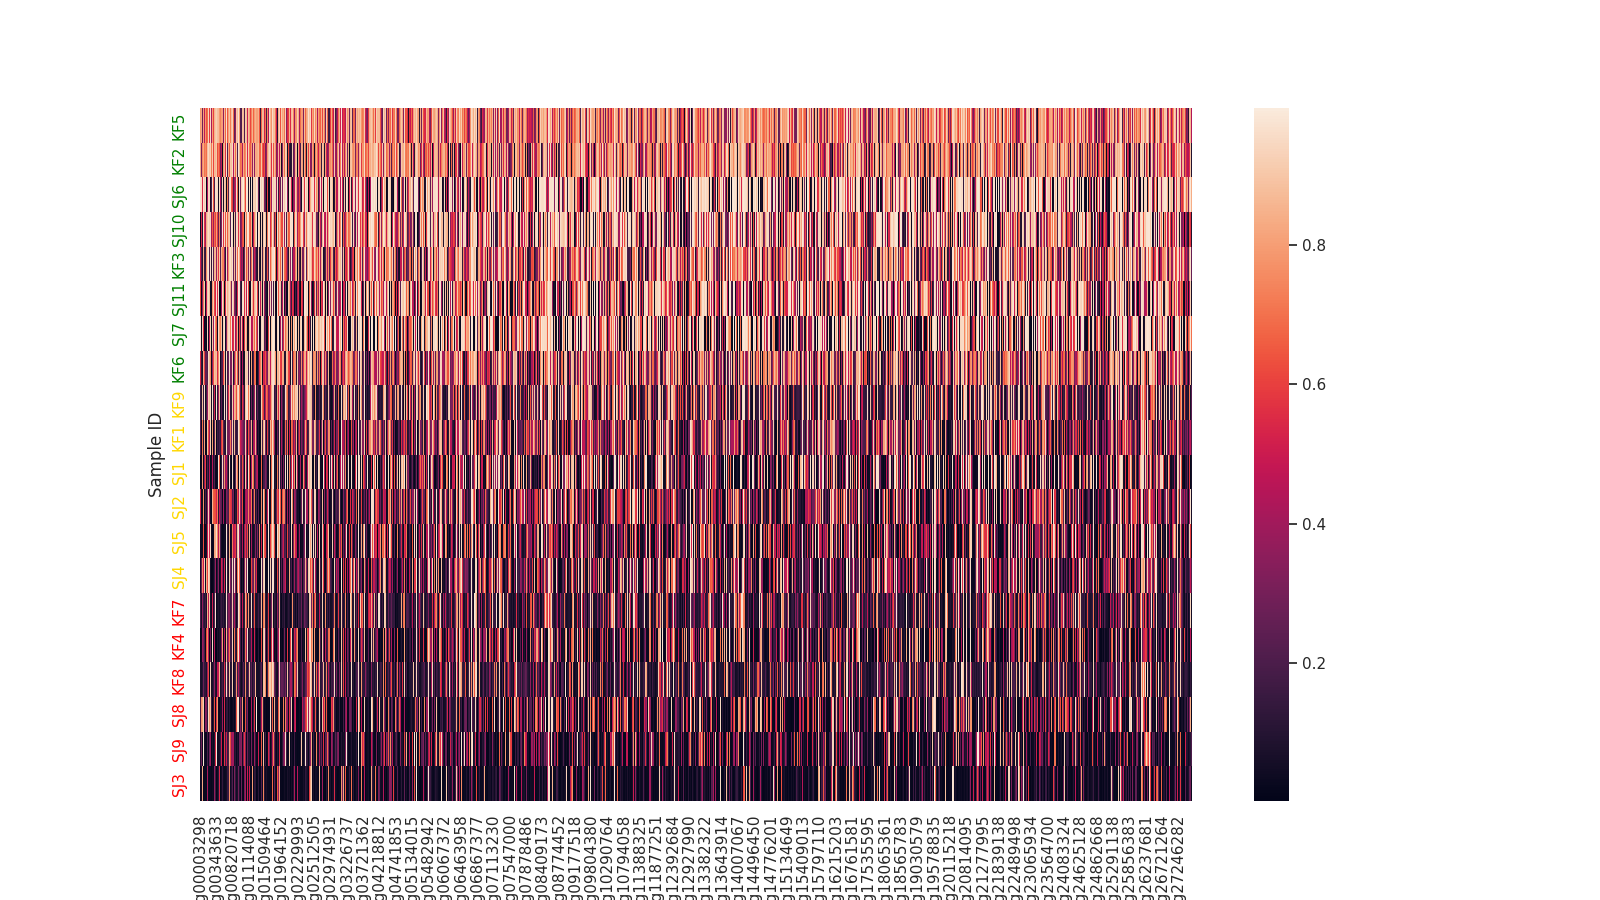 Sample ID
KF5
KF2
SJ6
SJ10
KF3
SJ11
SJ7
KF6
KF9
KF1
SJ1
SJ2
SJ5
SJ4
KF7
KF4
KF8
SJ8
SJ9
SJ3
0.8
0.6
0.4
0.2
g00003298
g00343633
g00820718
g01114088
g01509464
g01964152
g02229993
g02512505
g02974931
g03226737
g03721362
g04218812
g04741853
g05134015
g05482942
g06067372
g06463958
g06867377
g07113230
g07547000
g07878486
g08409173
g08774452
g09177518
g09804380
g10290764
g10794058
g11388325
g11877251
g12392684
g12927990
g13382322
g13643914
g14007067
g14496450
g14776201
g15134649
g15409013
g15797110
g16215203
g16761581
g17535595
g18065361
g18565783
g19030579
g19578835
g20115218
g20814095
g21277995
g21839138
g22489498
g23065934
g23564700
g24083324
g24625128
g24862668
g25291138
g25856383
g26237681
g26721264
g27246282